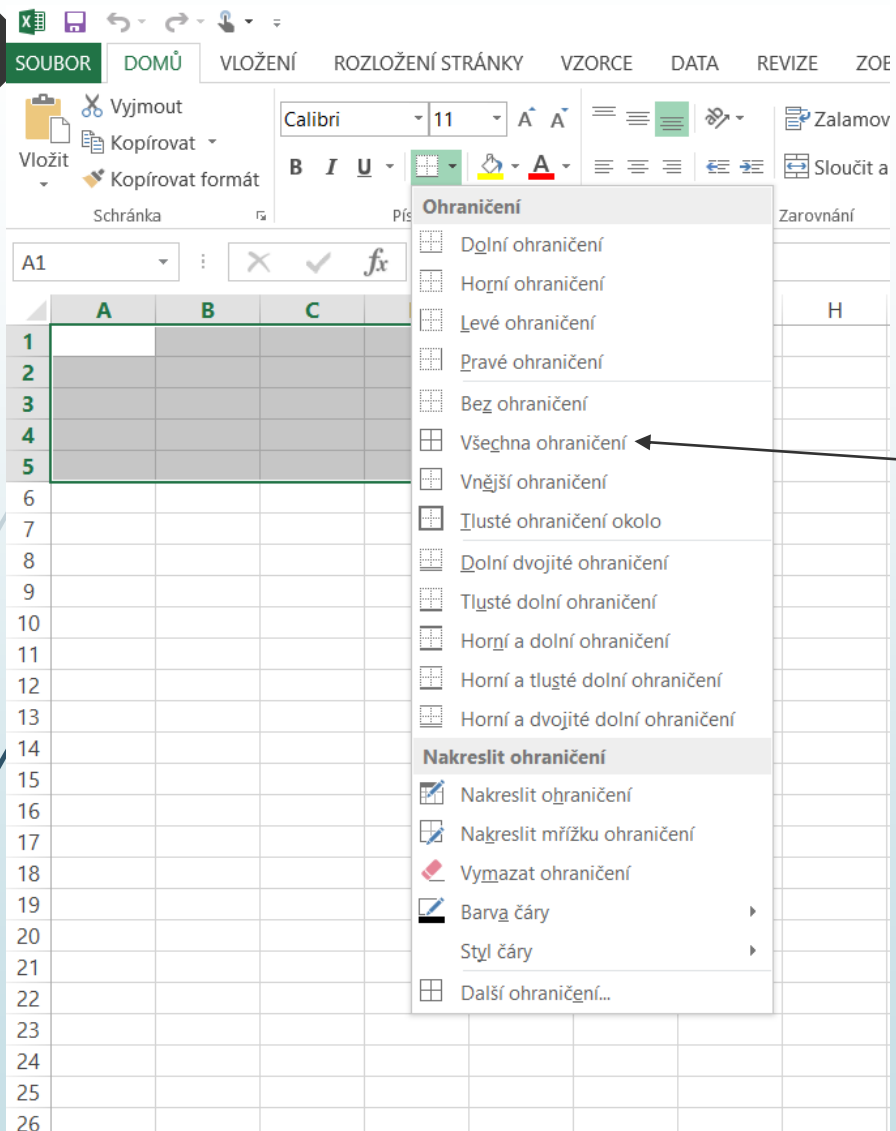 SOUBOR DOMŮ VLOŽENÍ ROZLOŽENÍ STRÁNKY VZORCE DATA REVIZE ZOB
Vložit
Vyjmout
Kopírovat
Kopírovat formát
Schránka
Calibri 11 A A
B I U A
Pís
Zalamov
Sloučit a
Zarovnání
A1 fx
A B C H
1
2
3
4
5
6
7
8
9
10
11
12
13
14
15
16
17
18
19
20
21
22
23
24
25
26
Ohraničení
Dolní ohraničení
Horní ohraničení
Levé ohraničení
Pravé ohraničení
Bez ohraničení
Všechna ohraničení
Vnější ohraničení
Tlusté ohraničení okolo
Dolní dvojité ohraničení
Tlusté dolní ohraničení
Horní a dolní ohraničení
Horní a tlusté dolní ohraničení
Horní a dvojité dolní ohraničení
Nakreslit ohraničení
Nakreslit ohraničení
Nakreslit mřížku ohraničení
Vymazat ohraničení
Barva čáry
Styl čáry
Další ohraničení...